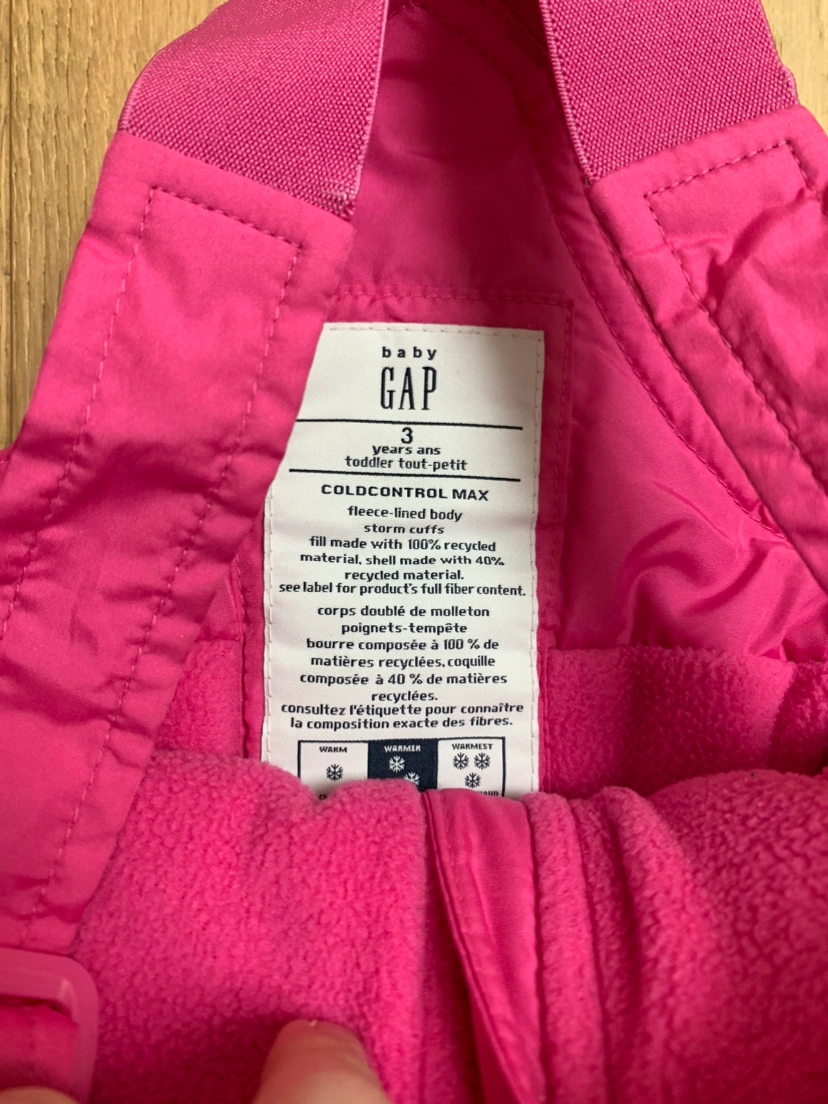 baby
GAP
3
years ans
toddler tout-petit
COLDCONTROL MAX
fleece-lined body
storm cuffs
fill made with 100% recycled
material, shell made with 40%
recycled material.
see label for product's full fiber content.
corps doublé de molleton
poignets-tempête
bourre composée à 100 % de
matières recyclées, coquille
composée à 40 % de matières
recyclées.
consultez l'étiquette pour connaître
la composition exacte des fibres.
WARM WARMER WARMEST